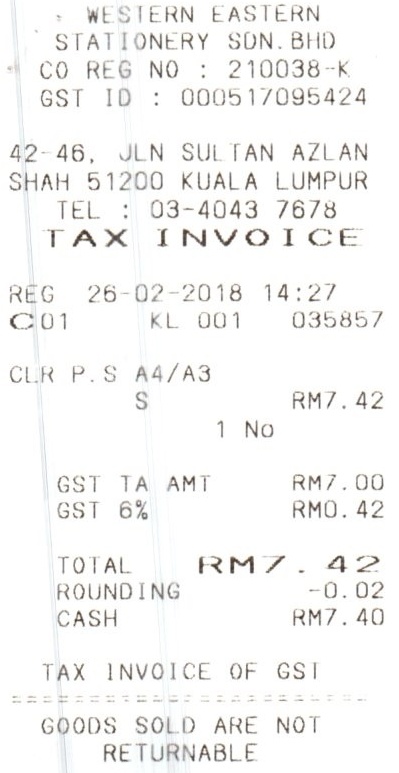 WESTERN EASTERN
STATIONERY SDN.BHD
CO REG NO : 210038-K
GST ID : 000517095424
42-46, JLN SULTAN AZLAN
SHAH 51200 KUALA LUMPUR
TEL : 03-4043 7678
TAX INVOICE
REG 26-02-2018 14:27
C01 KL 001 035857
CLR P.S A4/A3
S RM7.42
1 No
GST TA AMT RM7.00
GST 6% RM0.42
TOTAL RM7.42
ROUNDING -0.02
CASH RM7.40
TAX INVOICE OF GST
========================
GOODS SOLD ARE NOT
RETURNABLE